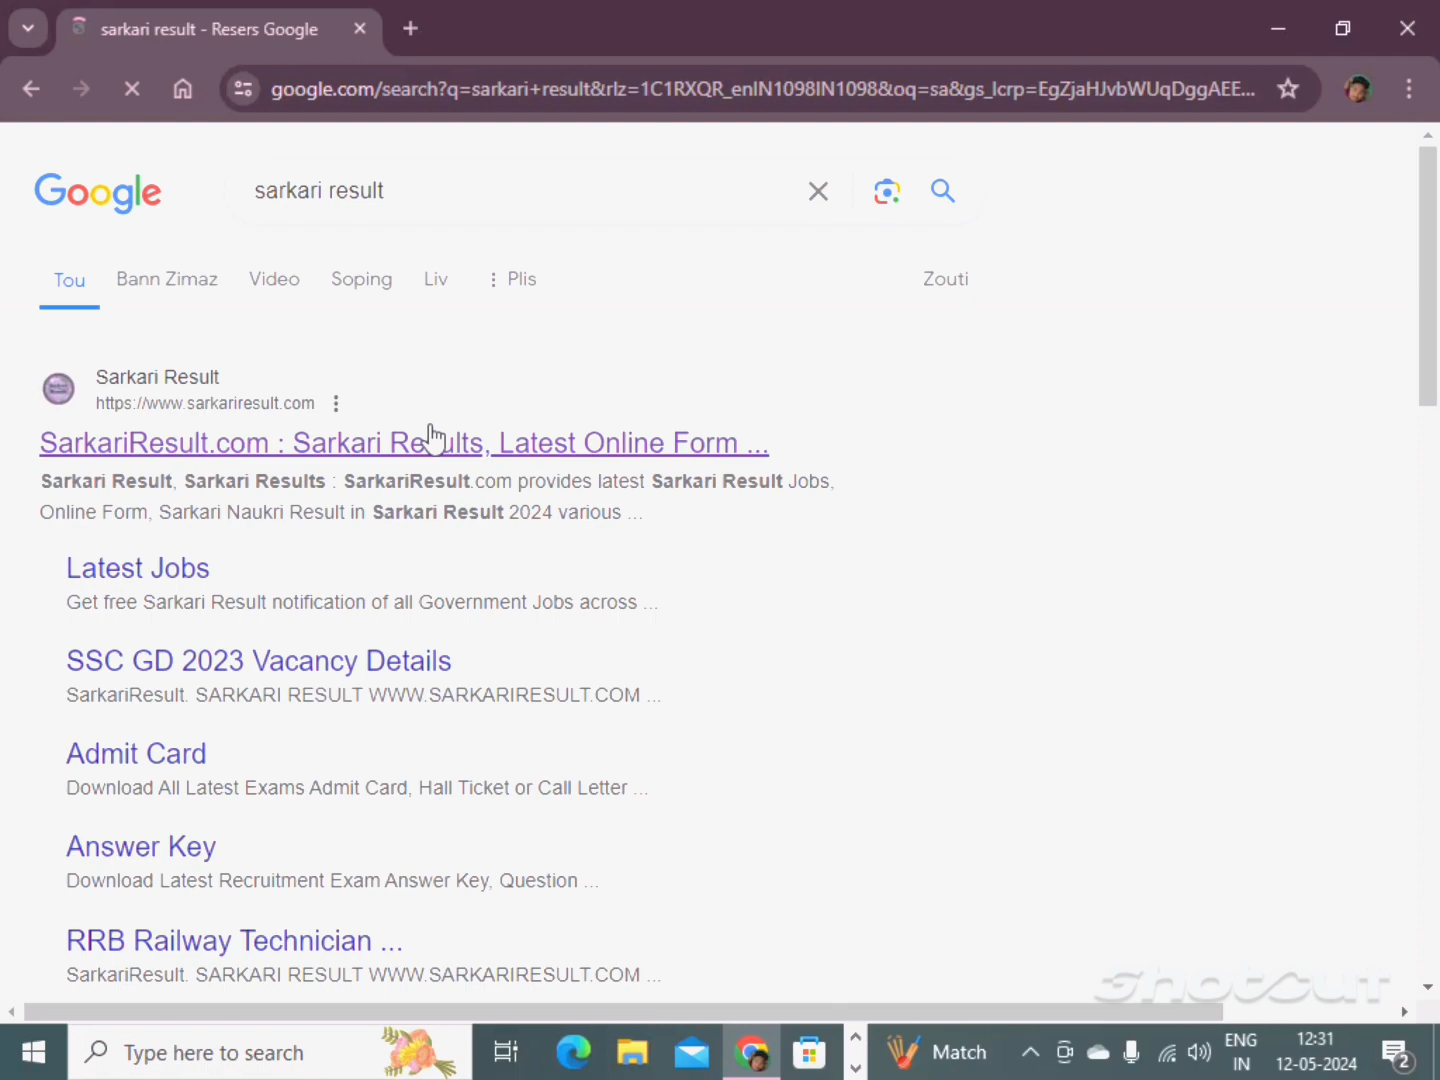 sarkari result - Resers Google
google.com/search?q=sarkari+result&rlz=1C1RXQR_enIN1098IN1098&oq=sa&gs_lcrp=EgZjaHJvbWUqDggAEE...
Google
sarkari result
Tou Bann Zimaz Video Soping Liv Plis Zouti
Sarkari Result
https://www.sarkariresult.com
SarkariResult.com : Sarkari Results, Latest Online Form ...
Sarkari Result, Sarkari Results : SarkariResult.com provides latest Sarkari Result Jobs,
Online Form, Sarkari Naukri Result in Sarkari Result 2024 various ...
Latest Jobs
Get free Sarkari Result notification of all Government Jobs across ...
SSC GD 2023 Vacancy Details
SarkariResult. SARKARI RESULT WWW.SARKARIRESULT.COM ...
Admit Card
Download All Latest Exams Admit Card, Hall Ticket or Call Letter ...
Answer Key
Download Latest Recruitment Exam Answer Key, Question ...
RRB Railway Technician ...
SarkariResult. SARKARI RESULT WWW.SARKARIRESULT.COM ...
Shotcut
Type here to search
Match
ENG
IN
12:31
12-05-2024
2